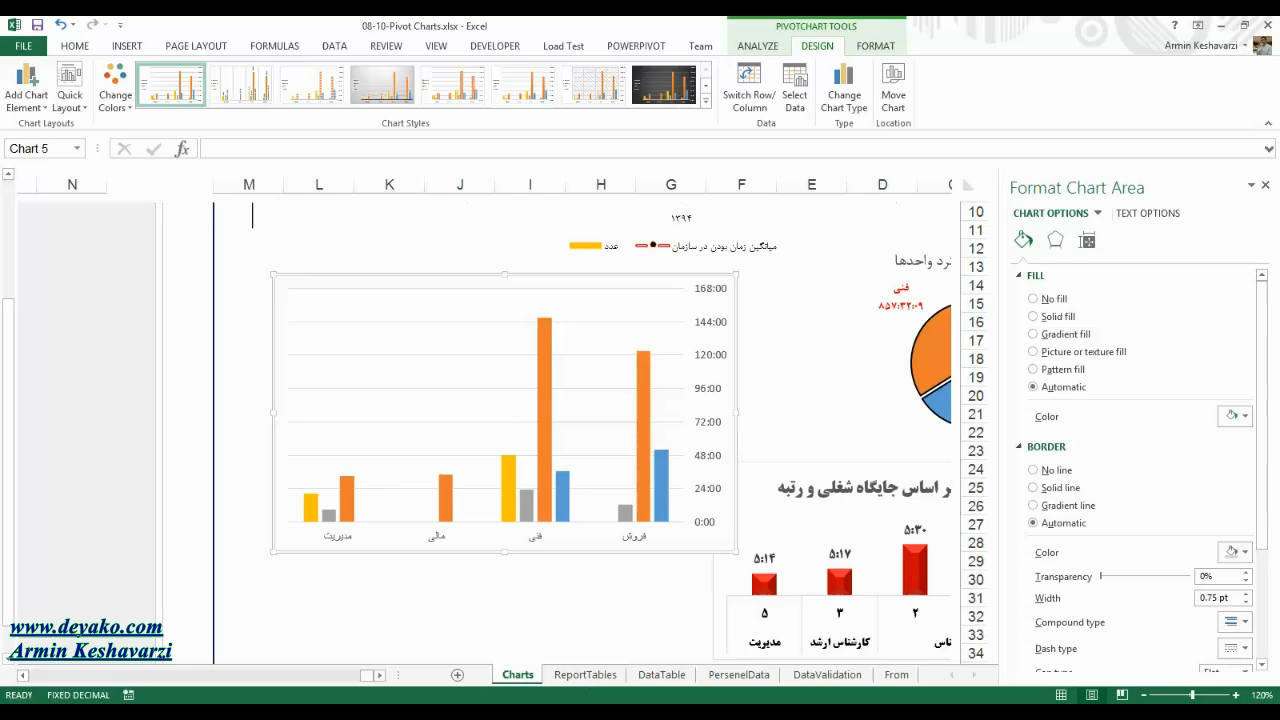 08-10-Pivot Charts.xlsx - Excel
PIVOTCHART TOOLS
FILE HOME INSERT PAGE LAYOUT FORMULAS DATA REVIEW VIEW DEVELOPER Load Test POWERPIVOT Team ANALYZE DESIGN FORMAT Armin Keshavarzi
Add Chart Element
Quick Layout
Change Colors
Switch Row/Column
Select Data
Change Chart Type
Move Chart
Chart Layouts Chart Styles Data Type Location
Chart 5
N M L K J I H G F E D
10
11
12
13
14
15
16
17
18
19
20
21
22
23
24
25
26
27
28
29
30
31
32
33
34
۱۳۹۴
میانگین زمان بودن در سازمان
عدد
رد واحدها
فنی
۸۵۷:۳۲:۰۹
168:00
144:00
120:00
96:00
72:00
48:00
24:00
0:00
فروش فنی مالی مدیریت
ر اساس جایگاه شغلی و رتبه
۵:۳۰ ۵:۱۷ ۵:۱۴
۲ ۳ ۵
ناس کارشناس ارشد مدیریت
Format Chart Area
CHART OPTIONS TEXT OPTIONS
FILL
No fill
Solid fill
Gradient fill
Picture or texture fill
Pattern fill
Automatic
Color
BORDER
No line
Solid line
Gradient line
Automatic
Color
Transparency 0%
Width 0.75 pt
Compound type
Dash type
www.deyako.com
Armin Keshavarzi
Charts ReportTables DataTable PersenelData DataValidation From
READY FIXED DECIMAL 120%